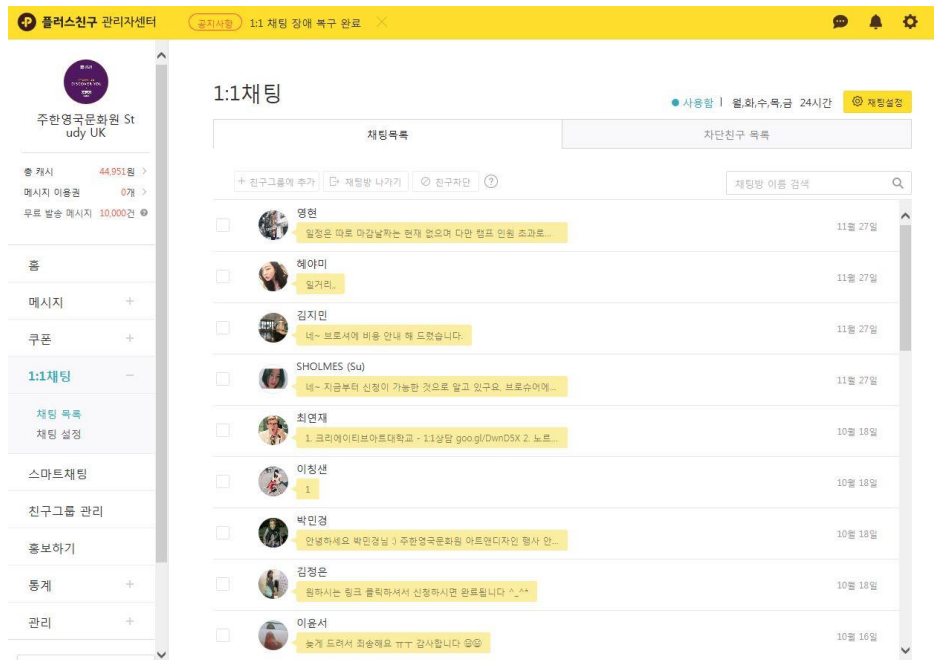 플러스친구 관리자센터
공지사항 1:1 채팅 장애 복구 완료
주한영국문화원 St
udy UK
총 캐시 44,951원
메시지 이용권 0개
무료 발송 메시지 10,000건
홈
메시지
쿠폰
1:1채팅
채팅 목록
채팅 설정
스마트채팅
친구그룹 관리
홍보하기
통계
관리
1:1채팅
사용함 월,화,수,목,금 24시간 채팅설정
채팅목록 차단친구 목록
친구그룹에 추가 채팅방 나가기 친구차단 ? 채팅방 이름 검색
영현
일정은 따로 마감날짜는 현재 없으며 다만 캠프 인원 초과로...
11월 27일
혜야미
일거리,,
11월 27일
김지민
네~ 브로셔에 비용 안내 해 드렸습니다.
11월 27일
SHOLMES (Su)
네~ 지금부터 신청이 가능한 것으로 알고 있구요, 브로슈어에...
11월 27일
최연재
1. 크리에이티브아트대학교 - 1:1상담 goo.gl/DwnD5X 2. 노르...
10월 18일
이칭샌
1
10월 18일
박민경
안녕하세요 박민경님 :) 주한영국문화원 아트앤디자인 행사 안...
10월 18일
김정은
원하시는 링크 클릭하셔서 신청하시면 완료됩니다 ^_^*
10월 18일
이윤서
늦게 드려서 죄송해요 ㅠㅜ 감사합니다
10월 16일